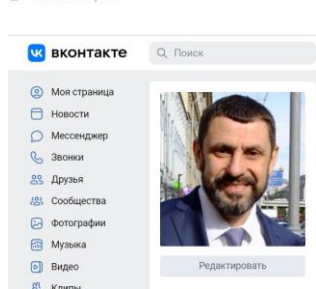 вконтакте
Поиск
Моя страница
Новости
Мессенджер
Звонки
Друзья
Сообщества
Фотографии
Музыка
Видео
Клипы
Редактировать